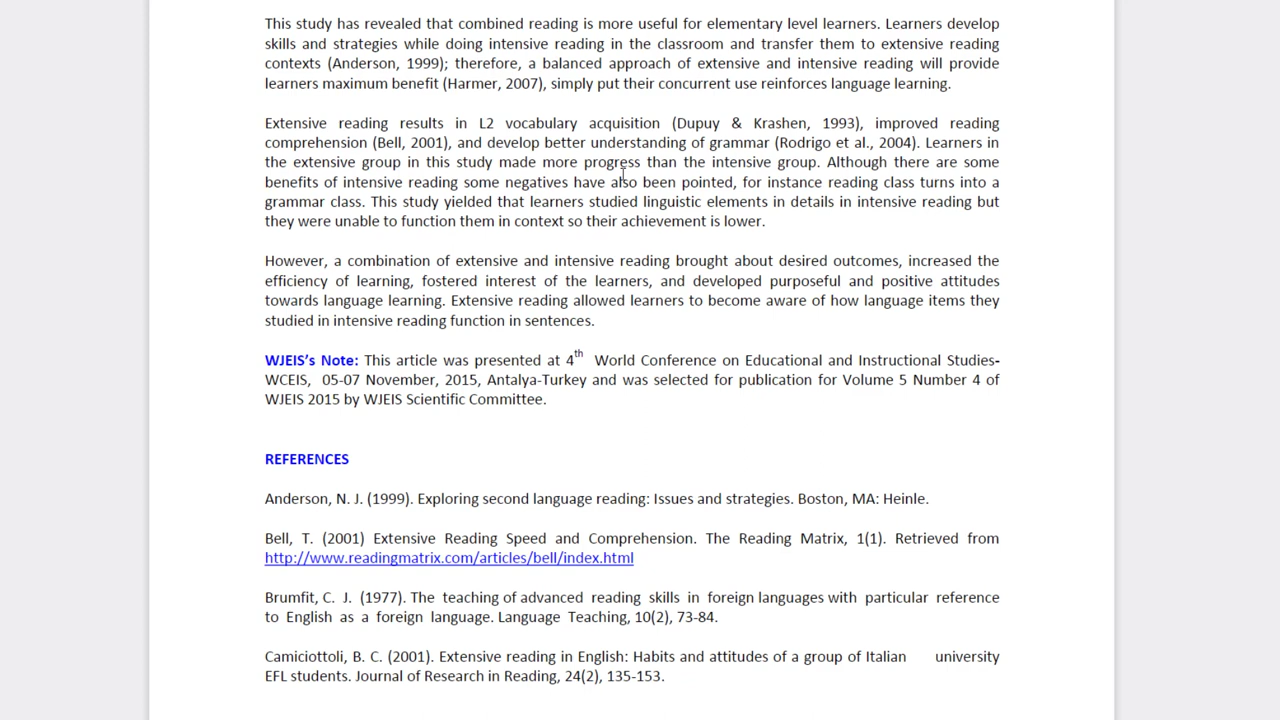 This study has revealed that combined reading is more useful for elementary level learners. Learners develop
skills and strategies while doing intensive reading in the classroom and transfer them to extensive reading
contexts (Anderson, 1999); therefore, a balanced approach of extensive and intensive reading will provide
learners maximum benefit (Harmer, 2007), simply put their concurrent use reinforces language learning.
Extensive reading results in L2 vocabulary acquisition (Dupuy & Krashen, 1993), improved reading
comprehension (Bell, 2001), and develop better understanding of grammar (Rodrigo et al., 2004). Learners in
the extensive group in this study made more progress than the intensive group. Although there are some
benefits of intensive reading some negatives have also been pointed, for instance reading class turns into a
grammar class. This study yielded that learners studied linguistic elements in details in intensive reading but
they were unable to function them in context so their achievement is lower.
However, a combination of extensive and intensive reading brought about desired outcomes, increased the
efficiency of learning, fostered interest of the learners, and developed purposeful and positive attitudes
towards language learning. Extensive reading allowed learners to become aware of how language items they
studied in intensive reading function in sentences.
WJEIS's Note: This article was presented at 4th World Conference on Educational and Instructional Studies-
WCEIS, 05-07 November, 2015, Antalya-Turkey and was selected for publication for Volume 5 Number 4 of
WJEIS 2015 by WJEIS Scientific Committee.
REFERENCES
Anderson, N. J. (1999). Exploring second language reading: Issues and strategies. Boston, MA: Heinle.
Bell, T. (2001) Extensive Reading Speed and Comprehension. The Reading Matrix, 1(1). Retrieved from
http://www.readingmatrix.com/articles/bell/index.html
Brumfit, C. J. (1977). The teaching of advanced reading skills in foreign languages with particular reference
to English as a foreign language. Language Teaching, 10(2), 73-84.
Camiciottoli, B. C. (2001). Extensive reading in English: Habits and attitudes of a group of Italian university
EFL students. Journal of Research in Reading, 24(2), 135-153.